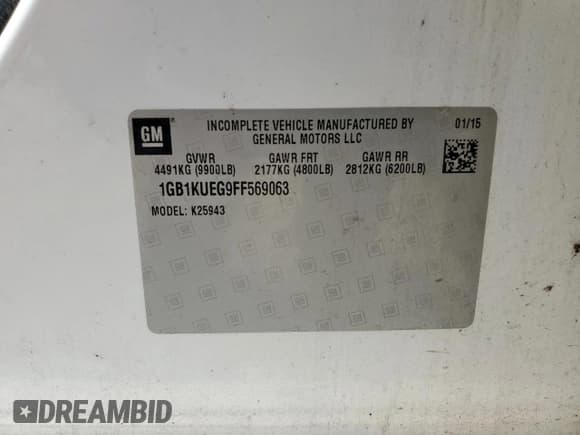 GM
INCOMPLETE VEHICLE MANUFACTURED BY
GENERAL MOTORS LLC
01/15
GVWR GAWR FRT GAWR RR
4491KG (9900LB) 2177KG (4800LB) 2812KG (6200LB)
1GB1KUEG9FF569063
MODEL: K25943
DREAMBID